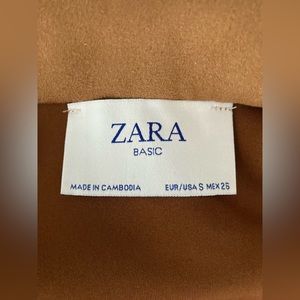 ZARA
BASIC
MADE IN CAMBODIA EUR/USA S MEX 26